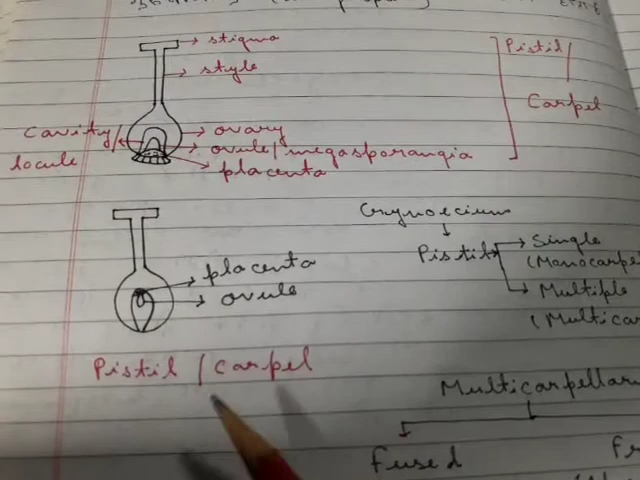 stigma
style
Pistil/
Carpel
cavity/
locule
ovary
ovule/megasporangia
placenta
Gynoecium
Pistil
Single
(Monocarpe
Multiple
(Multicar
placenta
ovule
Pistil / Carpel
Multicarpellar
fused
Fr